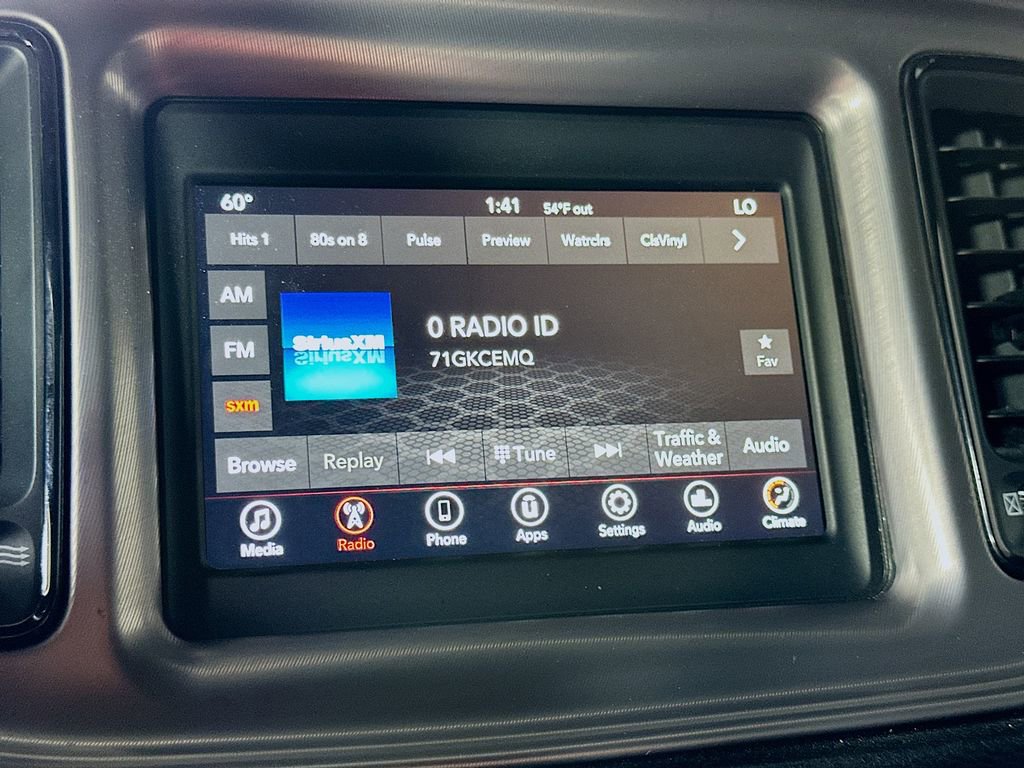 60° 1:41 54°F out LO
Hits 1 80s on 8 Pulse Preview Watrclrs ClsVinyl
AM
SiriusXM
0 RADIO ID
71GKCEMQ
FM
Fav
sxm
Browse Replay Tune Traffic & Weather Audio
Media Radio Phone Apps Settings Audio Climate